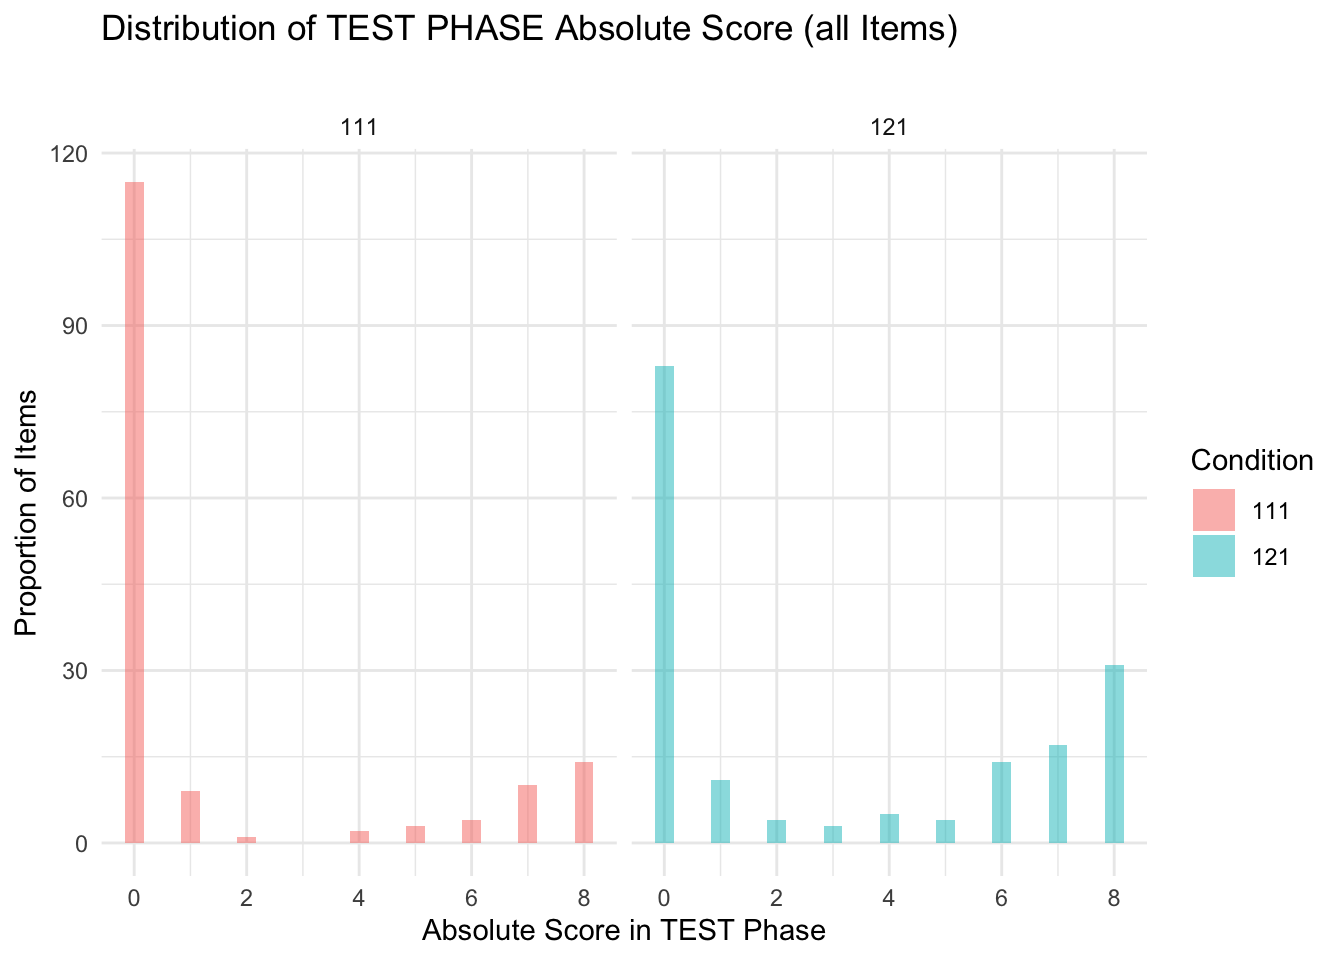 Distribution of TEST PHASE Absolute Score (all Items)
111
121
120
90
60
30
0
Proportion of Items
0 2 4 6 8
0 2 4 6 8
Absolute Score in TEST Phase
Condition
111
121